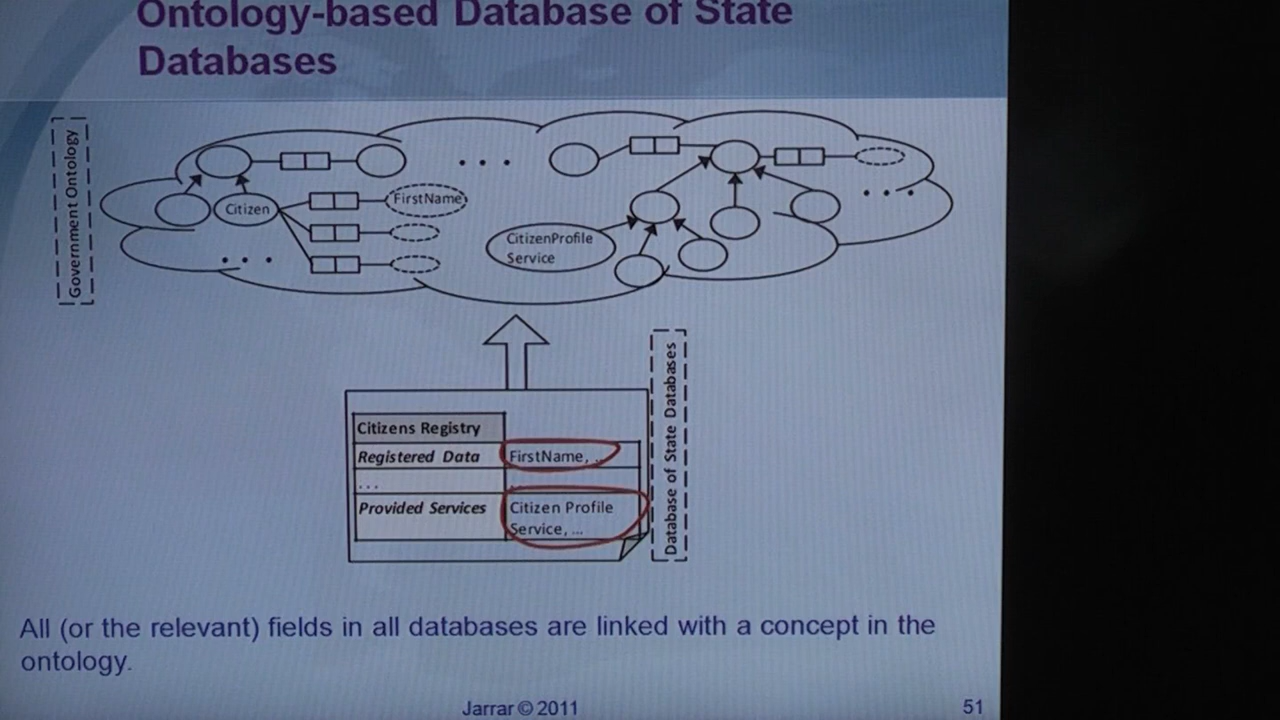 Ontology-based Database of State
Databases
Government Ontology
. . .
Citizen
FirstName
. . .
CitizenProfile
Service
. . .
Database of State Databases
Citizens Registry
Registered Data FirstName, ..
. . .
Provided Services Citizen Profile
Service, ...
All (or the relevant) fields in all databases are linked with a concept in the
ontology.
Jarrar © 2011
51